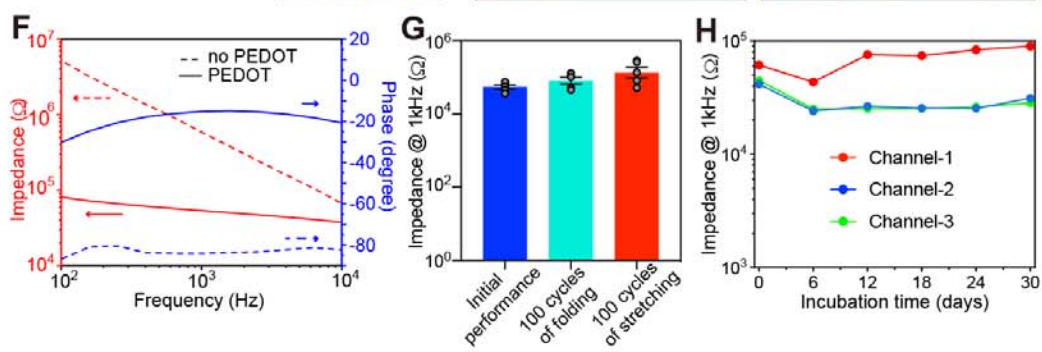 F
10⁷
10⁶
10⁵
10⁴
Impedance (Ω)
no PEDOT
PEDOT
20
0
-20
-40
-60
-80
Phase (degree)
10²
10³
10⁴
Frequency (Hz)
G
10⁶
10⁴
10²
10⁰
Impedance @ 1kHz (Ω)
Initial
performance
100 cycles
of folding
100 cycles
of stretching
H
10⁵
10⁴
10³
Impedance @ 1kHz (Ω)
Channel-1
Channel-2
Channel-3
0 6 12 18 24 30
Incubation time (days)